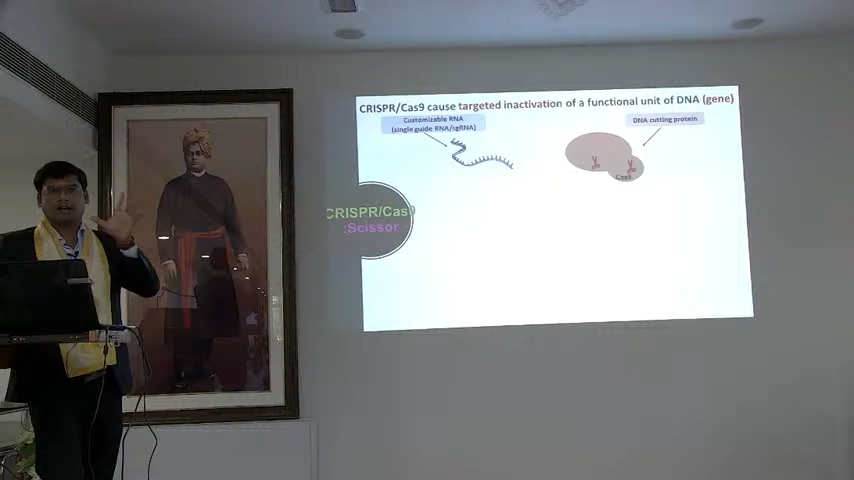 CRISPR/Cas9 cause targeted inactivation of a functional unit of DNA (gene)
Customizable RNA
(single guide RNA/sgRNA)
DNA cutting protein
Cas9
CRISPR/Cas9
:Scissor